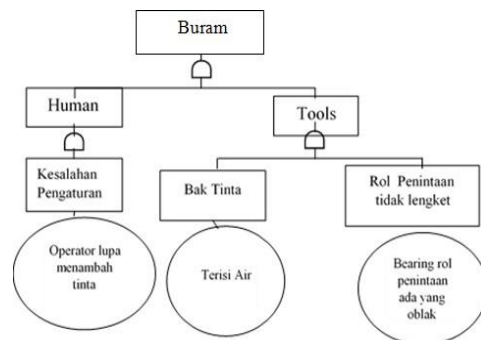 Buram
Human
Tools
Kesalahan
Pengaturan
Bak Tinta
Rol Penintaan
tidak lengket
Operator lupa
menambah
tinta
Terisi Air
Bearing rol
penintaan
ada yang
oblak